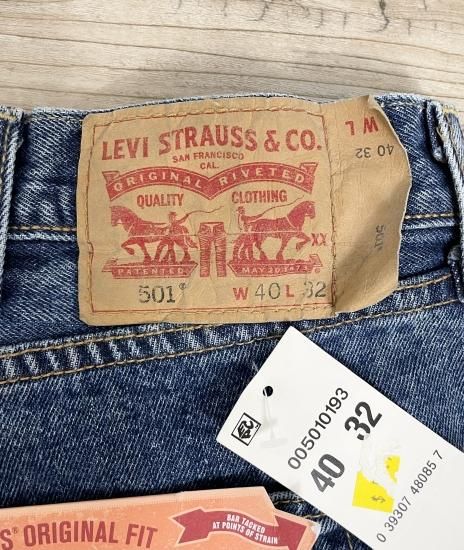 LEVI STRAUSS & CO.
SAN FRANCISCO
CAL.
ORIGINAL RIVETED
QUALITY CLOTHING
XX
PATENTED MAY 20 1873
501® W 40 L 32
W L
40 32
501
005010193
40 32
$
0 39307 48085 7
S' ORIGINAL FIT
BAR TACKED
AT POINTS OF STRAIN